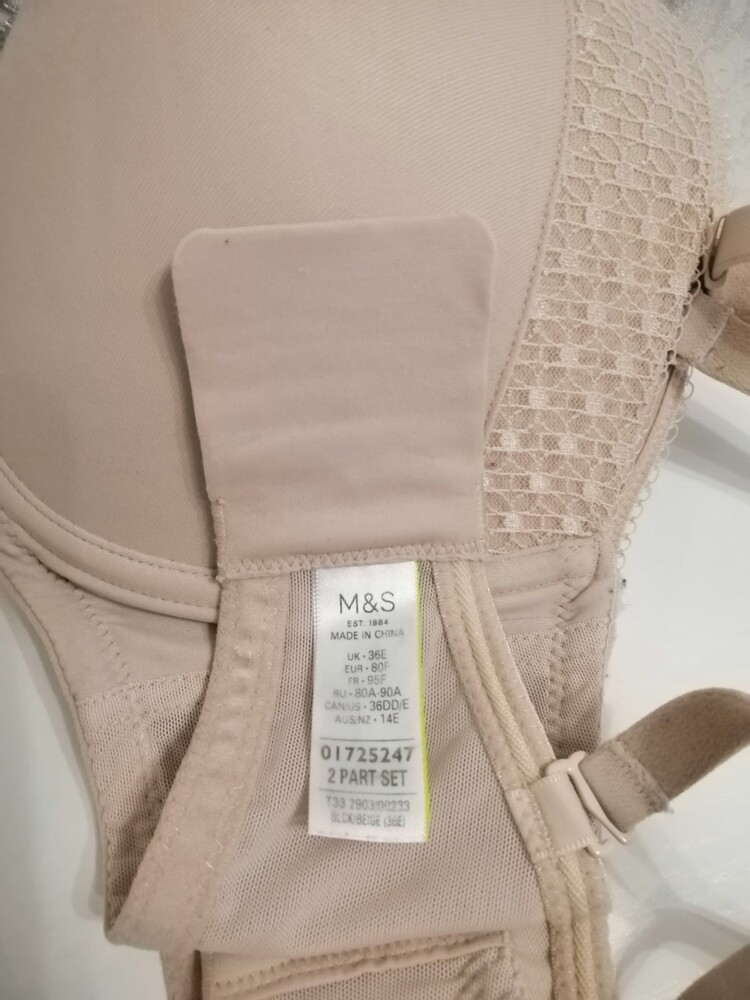 M&S
EST. 1884
MADE IN CHINA
UK • 36E
EUR • 80F
FR • 95F
RU • 80A-90A
CAN/US • 36DD/E
AUS/NZ • 14E
01725247
2 PART SET
T33 2903/00233
BLCK/BEIGE (36E)